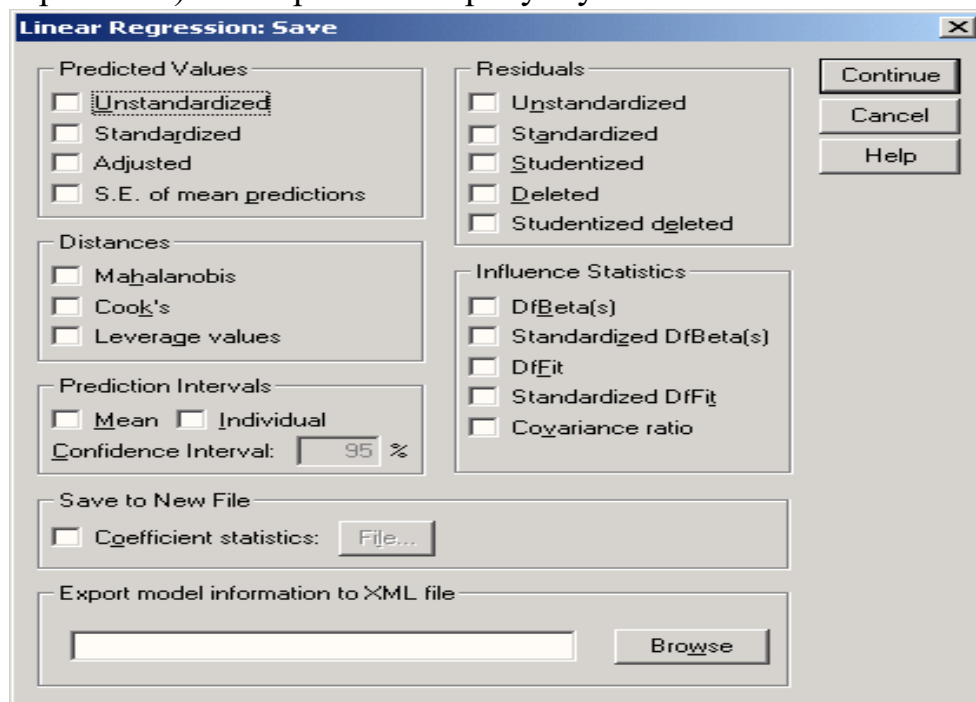 Linear Regression: Save
Predicted Values
Unstandardized
Standardized
Adjusted
S.E. of mean predictions
Distances
Mahalanobis
Cook's
Leverage values
Prediction Intervals
Mean Individual
Confidence Interval: 95 %
Residuals
Unstandardized
Standardized
Studentized
Deleted
Studentized deleted
Influence Statistics
DfBeta(s)
Standardized DfBeta(s)
DfFit
Standardized DfFit
Covariance ratio
Continue
Cancel
Help
Save to New File
Coefficient statistics: File...
Export model information to XML file
Browse